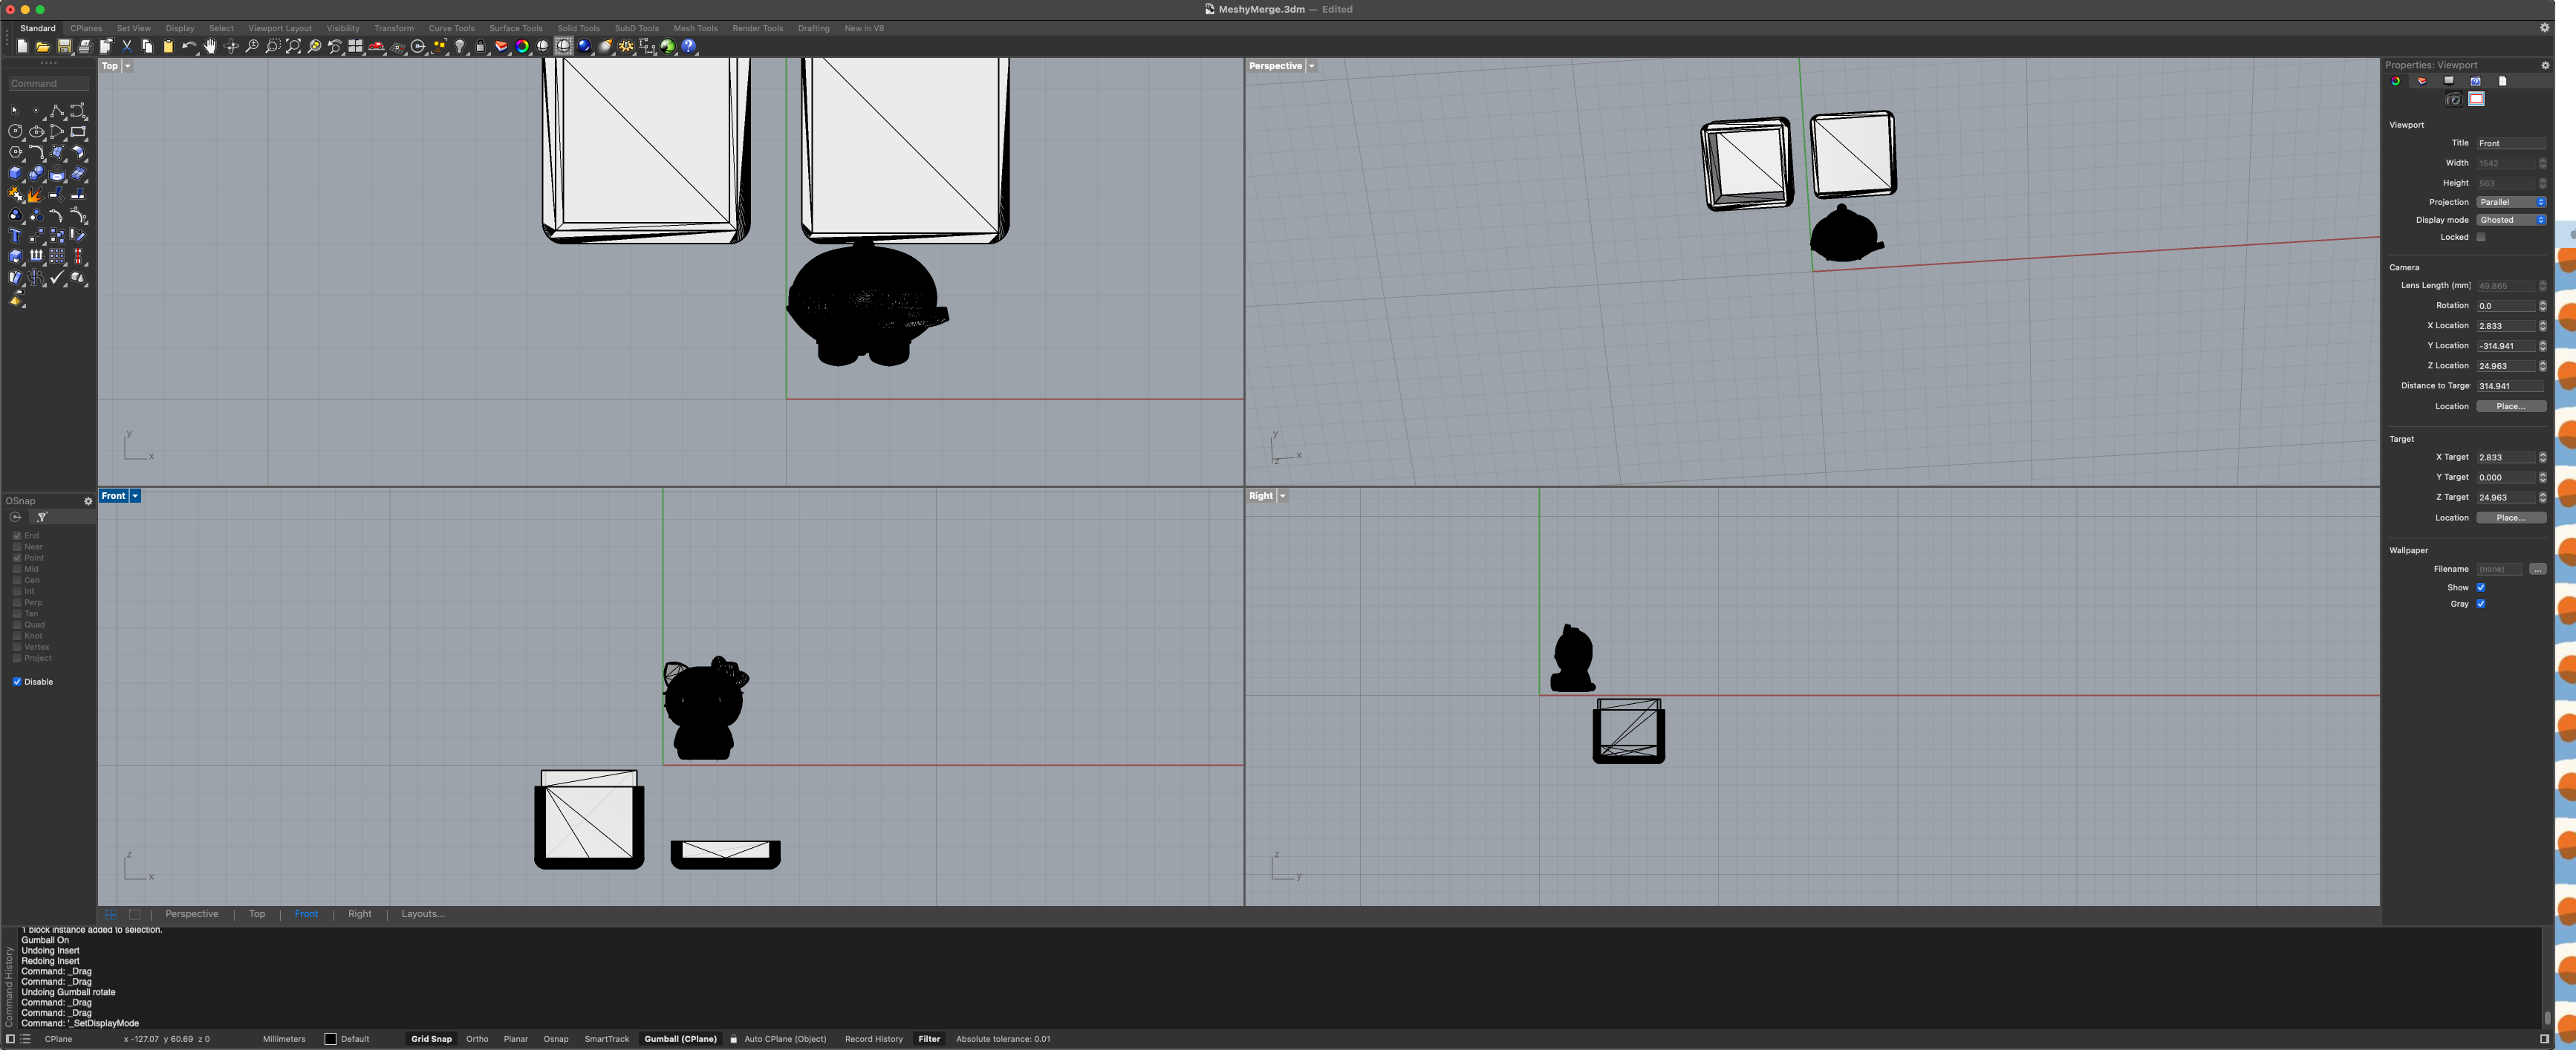 MeshyMerge.3dm — Edited
Standard CPlanes Set View Display Select Viewport Layout Visibility Transform Curve Tools Surface Tools Solid Tools SubD Tools Mesh Tools Render Tools Drafting New in V8
Command
Top
y
x
Perspective
y
z
x
Front
z
x
Right
z
y
OSnap
End
Near
Point
Mid
Cen
Int
Perp
Tan
Quad
Knot
Vertex
Project
Disable
Perspective Top Front Right Layouts...
Properties: Viewport
Viewport
Title Front
Width 1542
Height 563
Projection Parallel
Display mode Ghosted
Locked
Camera
Lens Length (mm) 49.865
Rotation 0.0
X Location 2.833
Y Location -314.941
Z Location 24.963
Distance to Targe 314.941
Location Place...
Target
X Target 2.833
Y Target 0.000
Z Target 24.963
Location Place...
Wallpaper
Filename (none) ...
Show
Gray
Command History
1 block instance added to selection.
Gumball On
Undoing Insert
Redoing Insert
Command: _Drag
Command: _Drag
Undoing Gumball rotate
Command: _Drag
Command: _Drag
Command: '_SetDisplayMode
CPlane x -127.07 y 60.69 z 0 Millimeters Default Grid Snap Ortho Planar Osnap SmartTrack Gumball (CPlane) Auto CPlane (Object) Record History Filter Absolute tolerance: 0.01